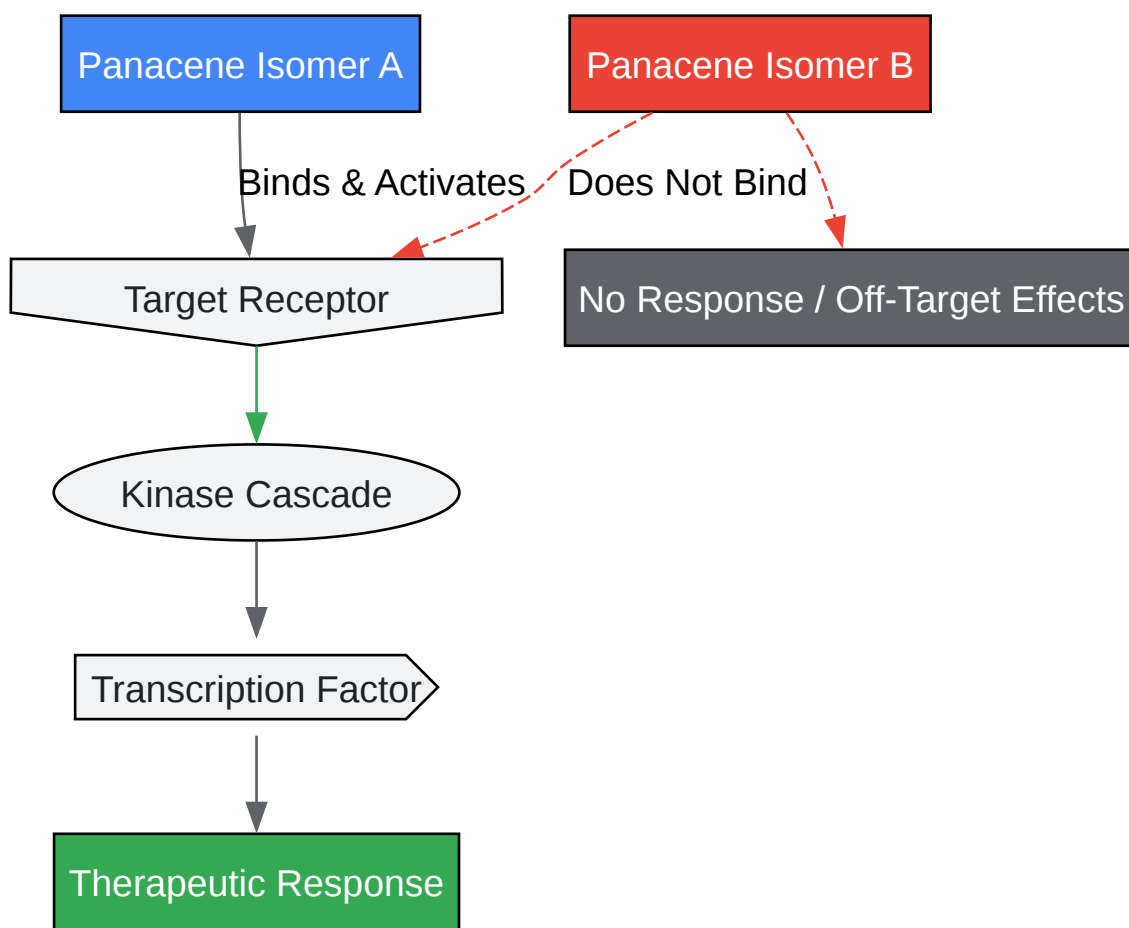 Panacene Isomer A
Panacene Isomer B
Binds & Activates
Does Not Bind
Target Receptor
No Response / Off-Target Effects
Kinase Cascade
Transcription Factor
Therapeutic Response